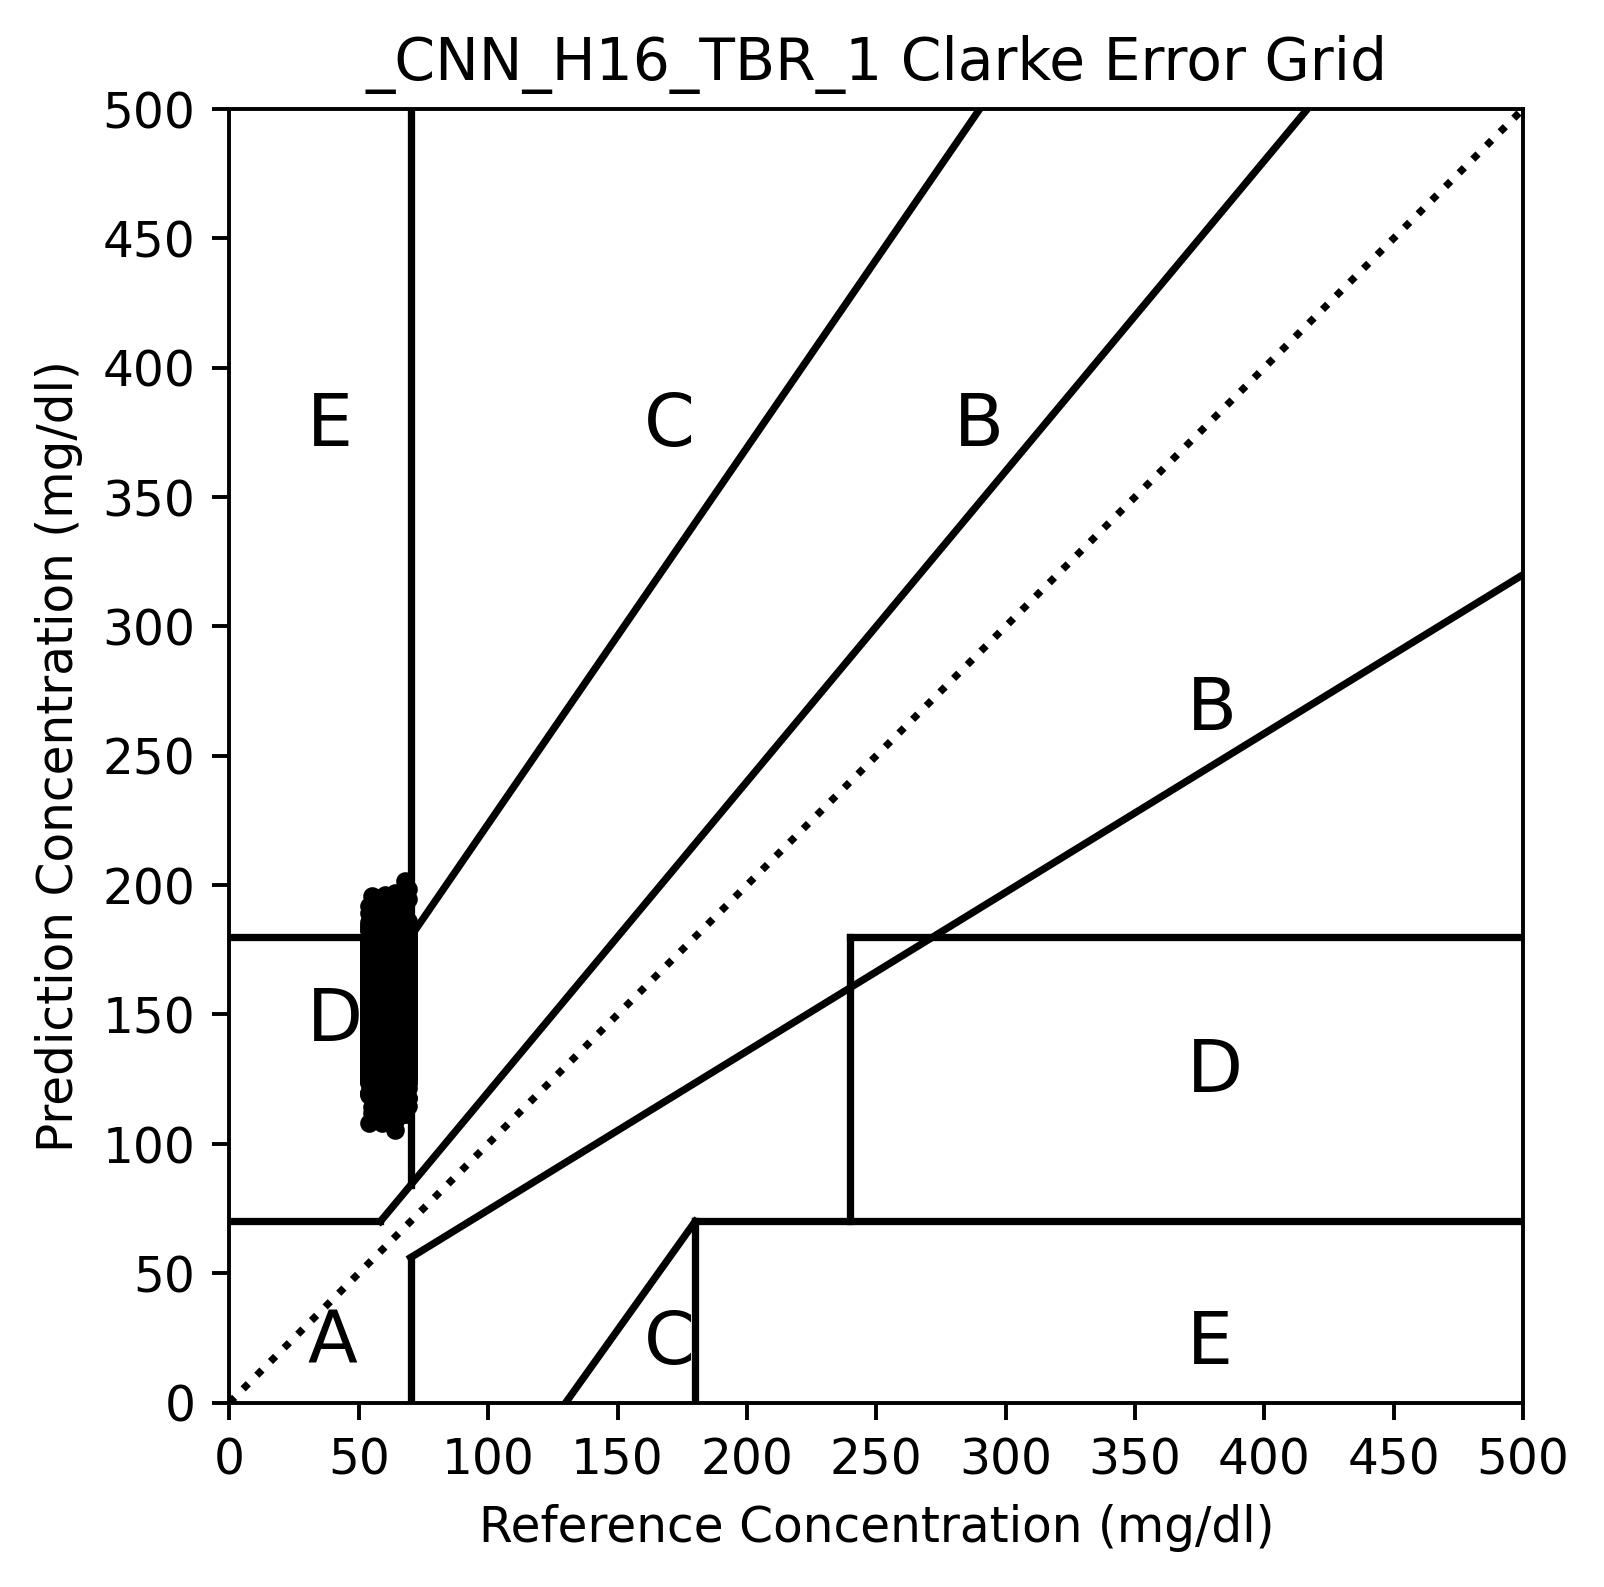 _CNN_H16_TBR_1 Clarke Error Grid
Prediction Concentration (mg/dl)
500
450
400
350
300
250
200
150
100
50
0
E
C
B
B
D
D
A
C
E
0 50 100 150 200 250 300 350 400 450 500
Reference Concentration (mg/dl)